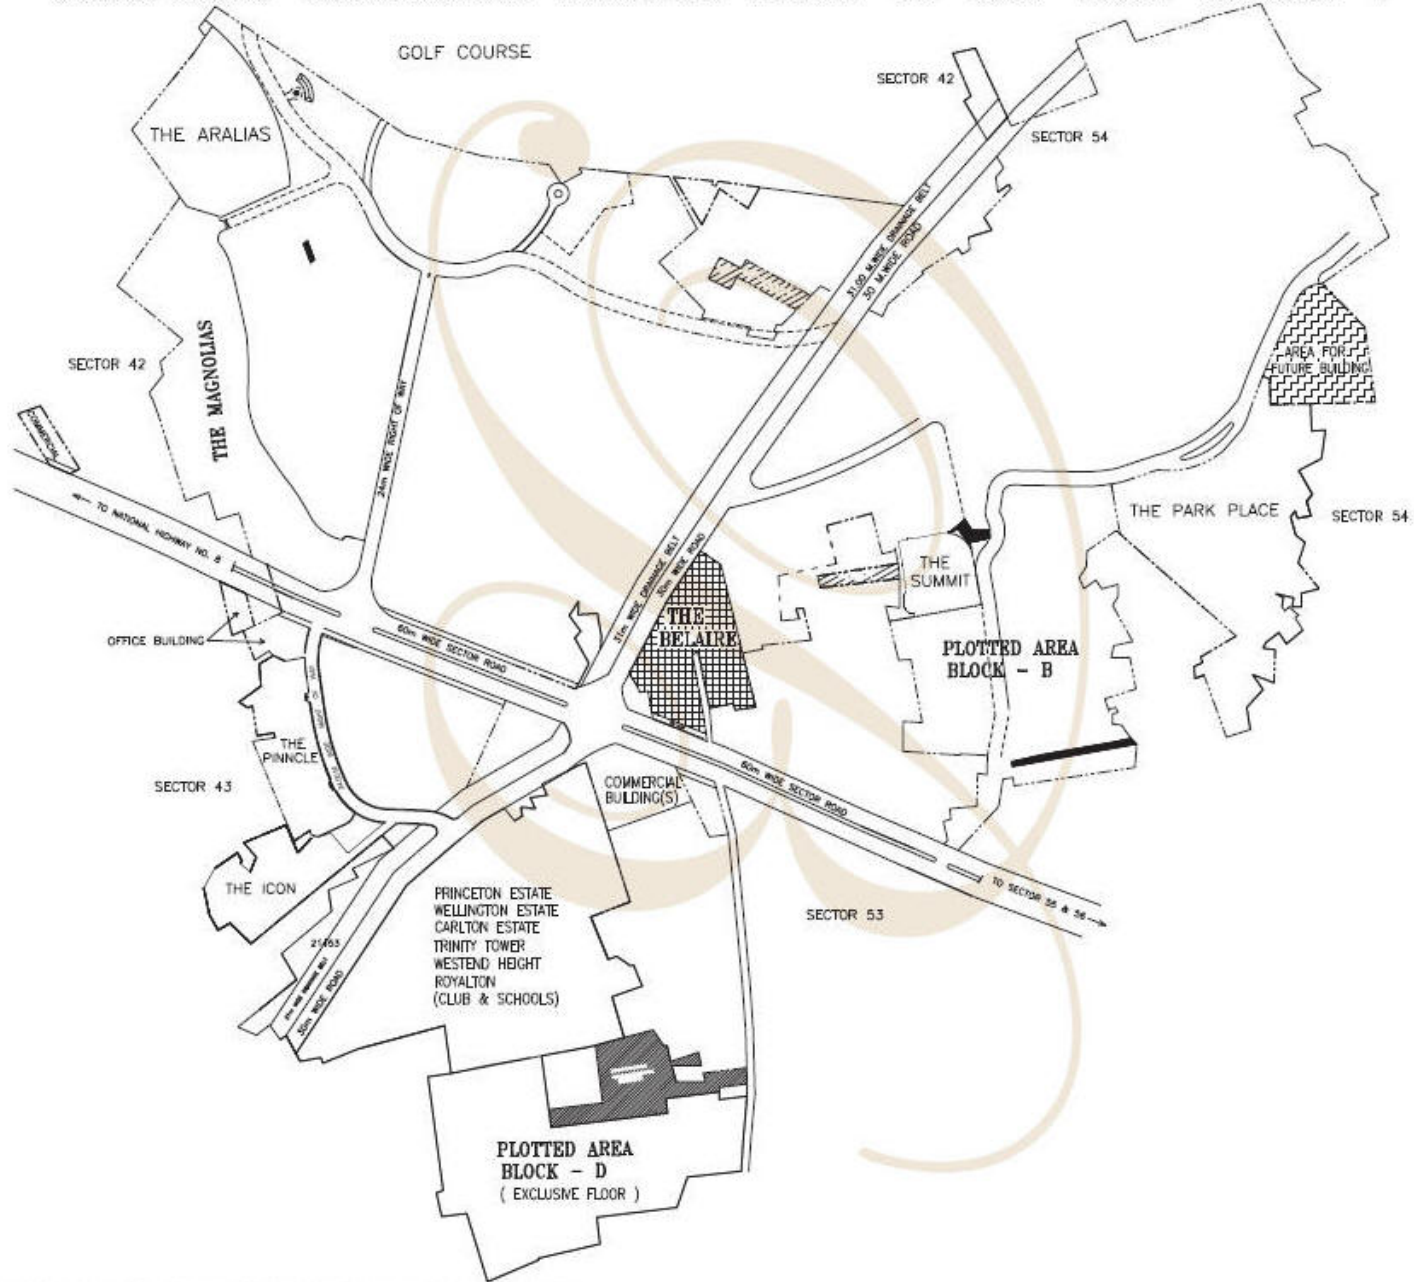 GOLF COURSE
SECTOR 42
SECTOR 54
THE ARALIAS
31.00 M.WIDE DRAINAGE BELT
30 M.WIDE ROAD
THE MAGNOLIAS
SECTOR 42
AREA FOR
FUTURE BUILDING
COMMERCIAL
24m WIDE RIGHT OF WAY
TO NATIONAL HIGHWAY NO. 8
THE PARK PLACE
SECTOR 54
31m WIDE DRAINAGE BELT
30m WIDE ROAD
THE
SUMMIT
THE
BELAIRE
OFFICE BUILDING
60m WIDE SECTOR ROAD
PLOTTED AREA
BLOCK - B
THE
PINNCLE
SECTOR 43
COMMERCIAL
BUILDING(S)
60m WIDE SECTOR ROAD
THE ICON
PRINCETON ESTATE
WELLINGTON ESTATE
CARLTON ESTATE
TRINITY TOWER
WESTEND HEIGHT
ROYALTON
(CLUB & SCHOOLS)
TO SECTOR 55 & 56
SECTOR 53
30m WIDE ROAD
PLOTTED AREA
BLOCK - D
( EXCLUSIVE FLOOR )